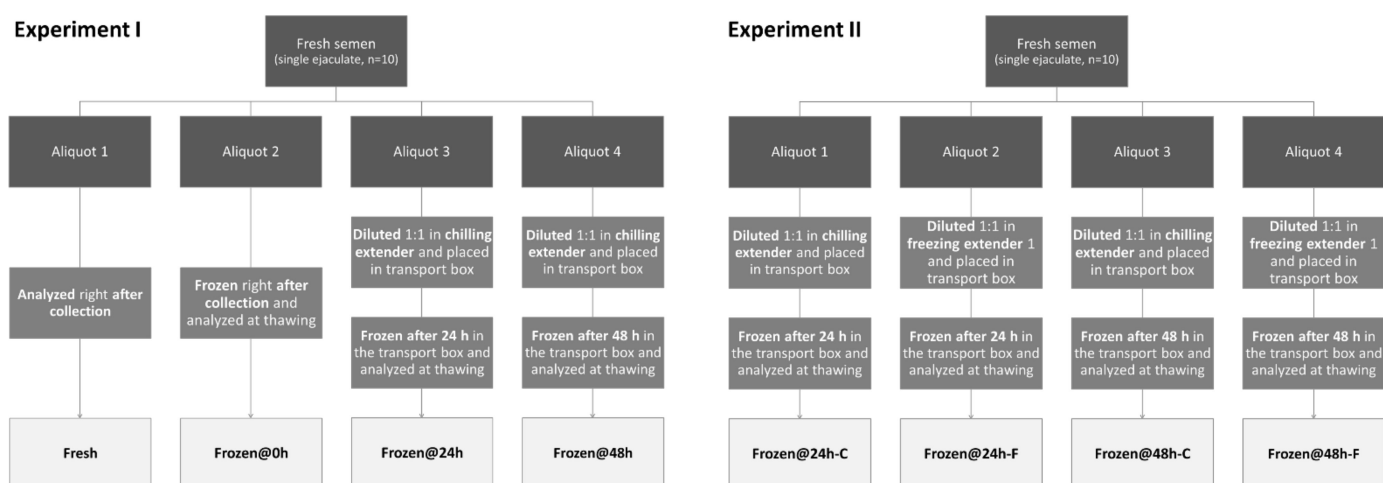 Experiment I
Fresh semen
(single ejaculate, n=10)
Aliquot 1
Aliquot 2
Aliquot 3
Aliquot 4
Analyzed right after
collection
Frozen right after
collection and
analyzed at thawing
Diluted 1:1 in chilling
extender and placed
in transport box
Diluted 1:1 in chilling
extender and placed
in transport box
Frozen after 24 h in
the transport box and
analyzed at thawing
Frozen after 48 h in
the transport box and
analyzed at thawing
Fresh
Frozen@0h
Frozen@24h
Frozen@48h
Experiment II
Fresh semen
(single ejaculate, n=10)
Aliquot 1
Aliquot 2
Aliquot 3
Aliquot 4
Diluted 1:1 in chilling
extender and placed
in transport box
Diluted 1:1 in
freezing extender 1
and placed in
transport box
Diluted 1:1 in chilling
extender and placed
in transport box
Diluted 1:1 in
freezing extender 1
and placed in
transport box
Frozen after 24 h in
the transport box and
analyzed at thawing
Frozen after 24 h in
the transport box and
analyzed at thawing
Frozen after 48 h in
the transport box and
analyzed at thawing
Frozen after 48 h in
the transport box and
analyzed at thawing
Frozen@24h-C
Frozen@24h-F
Frozen@48h-C
Frozen@48h-F